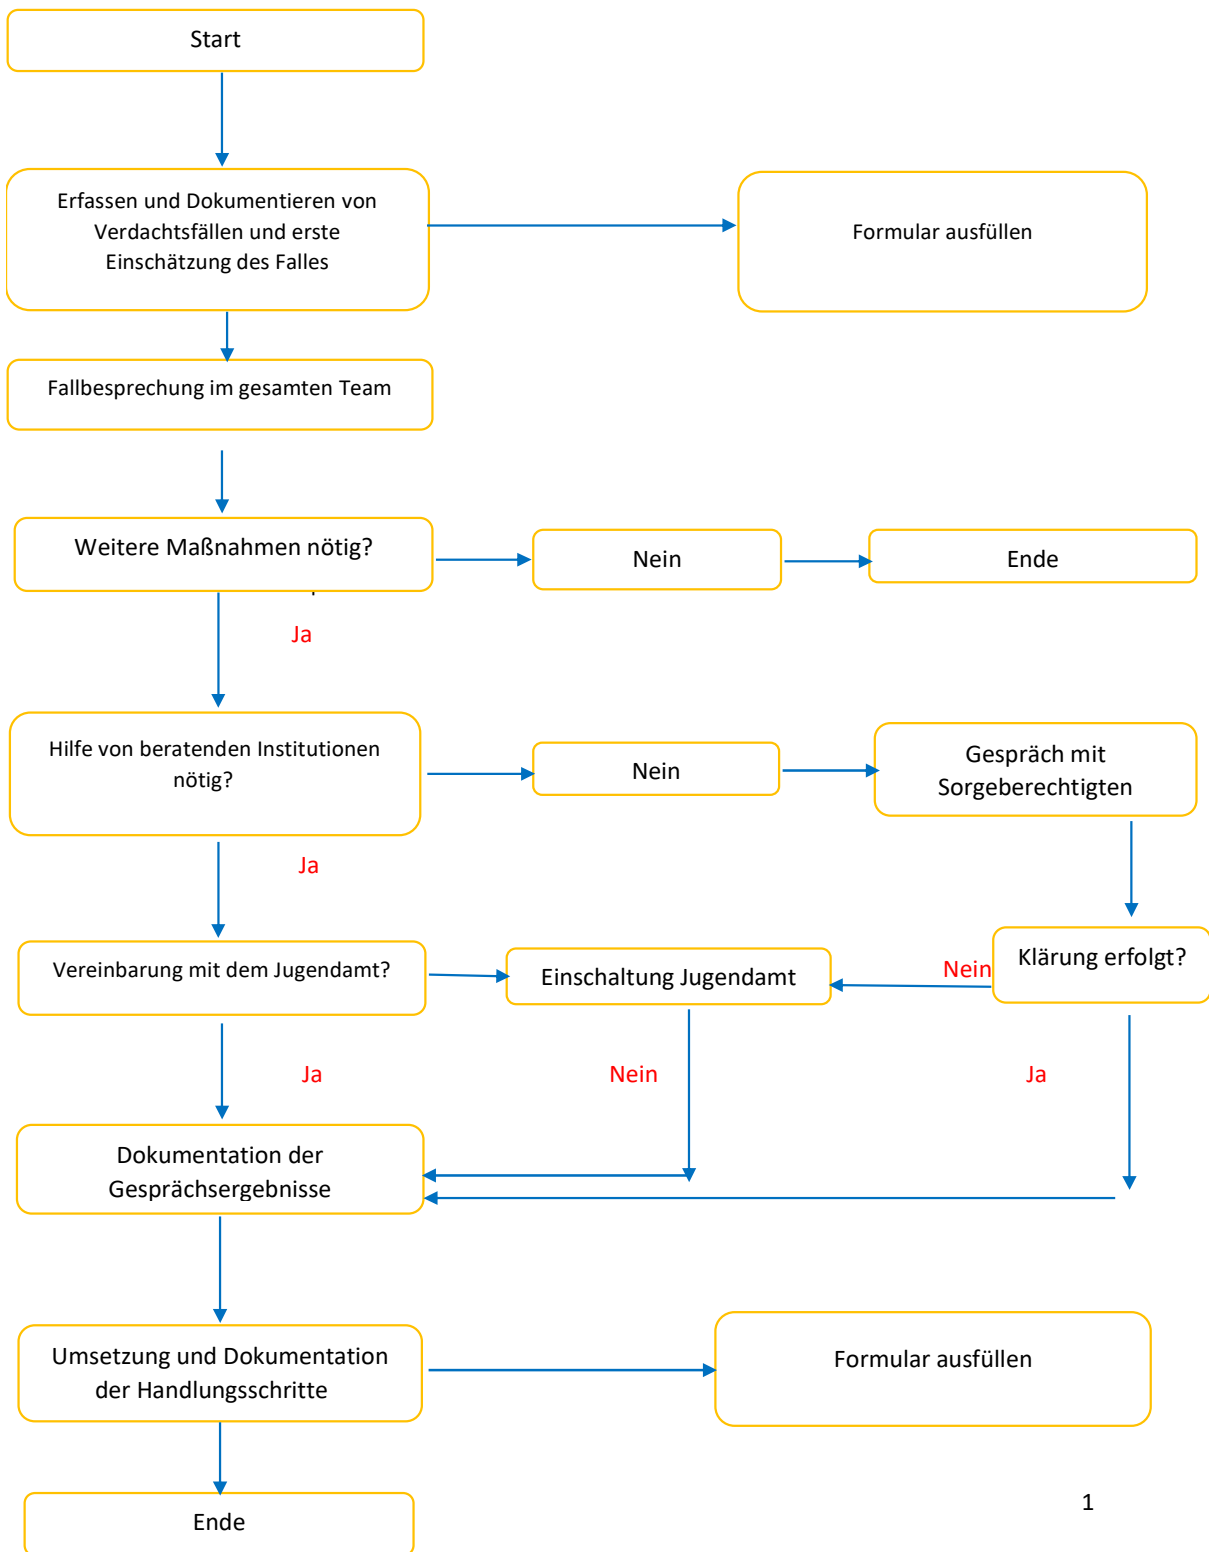 Start
Erfassen und Dokumentieren von
Verdachtsfällen und erste
Einschätzung des Falles
Formular ausfüllen
Fallbesprechung im gesamten Team
Weitere Maßnahmen nötig?
Nein
Ende
Ja
Hilfe von beratenden Institutionen
nötig?
Nein
Gespräch mit
Sorgeberechtigten
Ja
Vereinbarung mit dem Jugendamt?
Einschaltung Jugendamt
Nein
Klärung erfolgt?
Ja
Nein
Ja
Dokumentation der
Gesprächsergebnisse
Umsetzung und Dokumentation
der Handlungsschritte
Formular ausfüllen
Ende
1